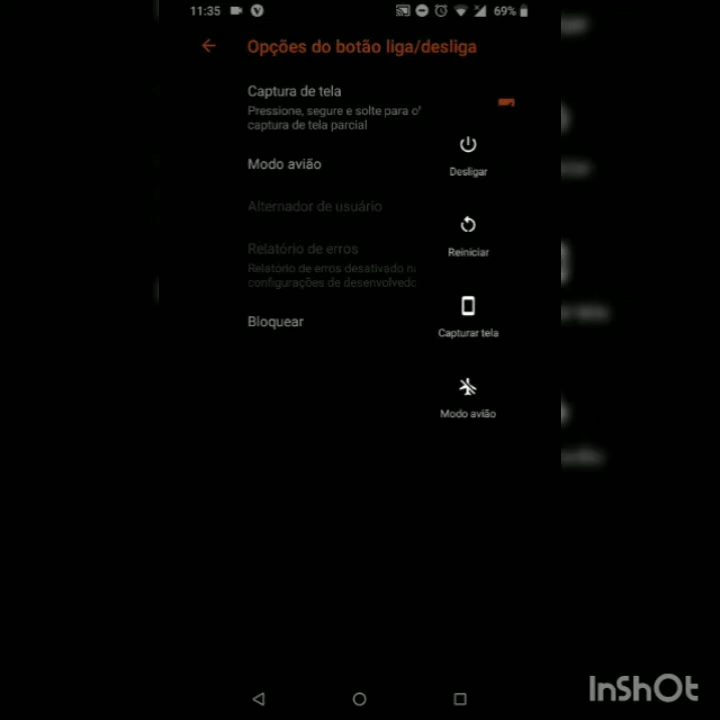 11:35
69%
Opções do botão liga/desliga
Captura de tela
Pressione, segure e solte para
captura de tela parcial
Modo avião
Alternador de usuário
Relatório de erros
Relatório de erros desativado
configurações de
Bloquear
Desligar
Reiniciar
Capturar tela
Modo avião
InShOt